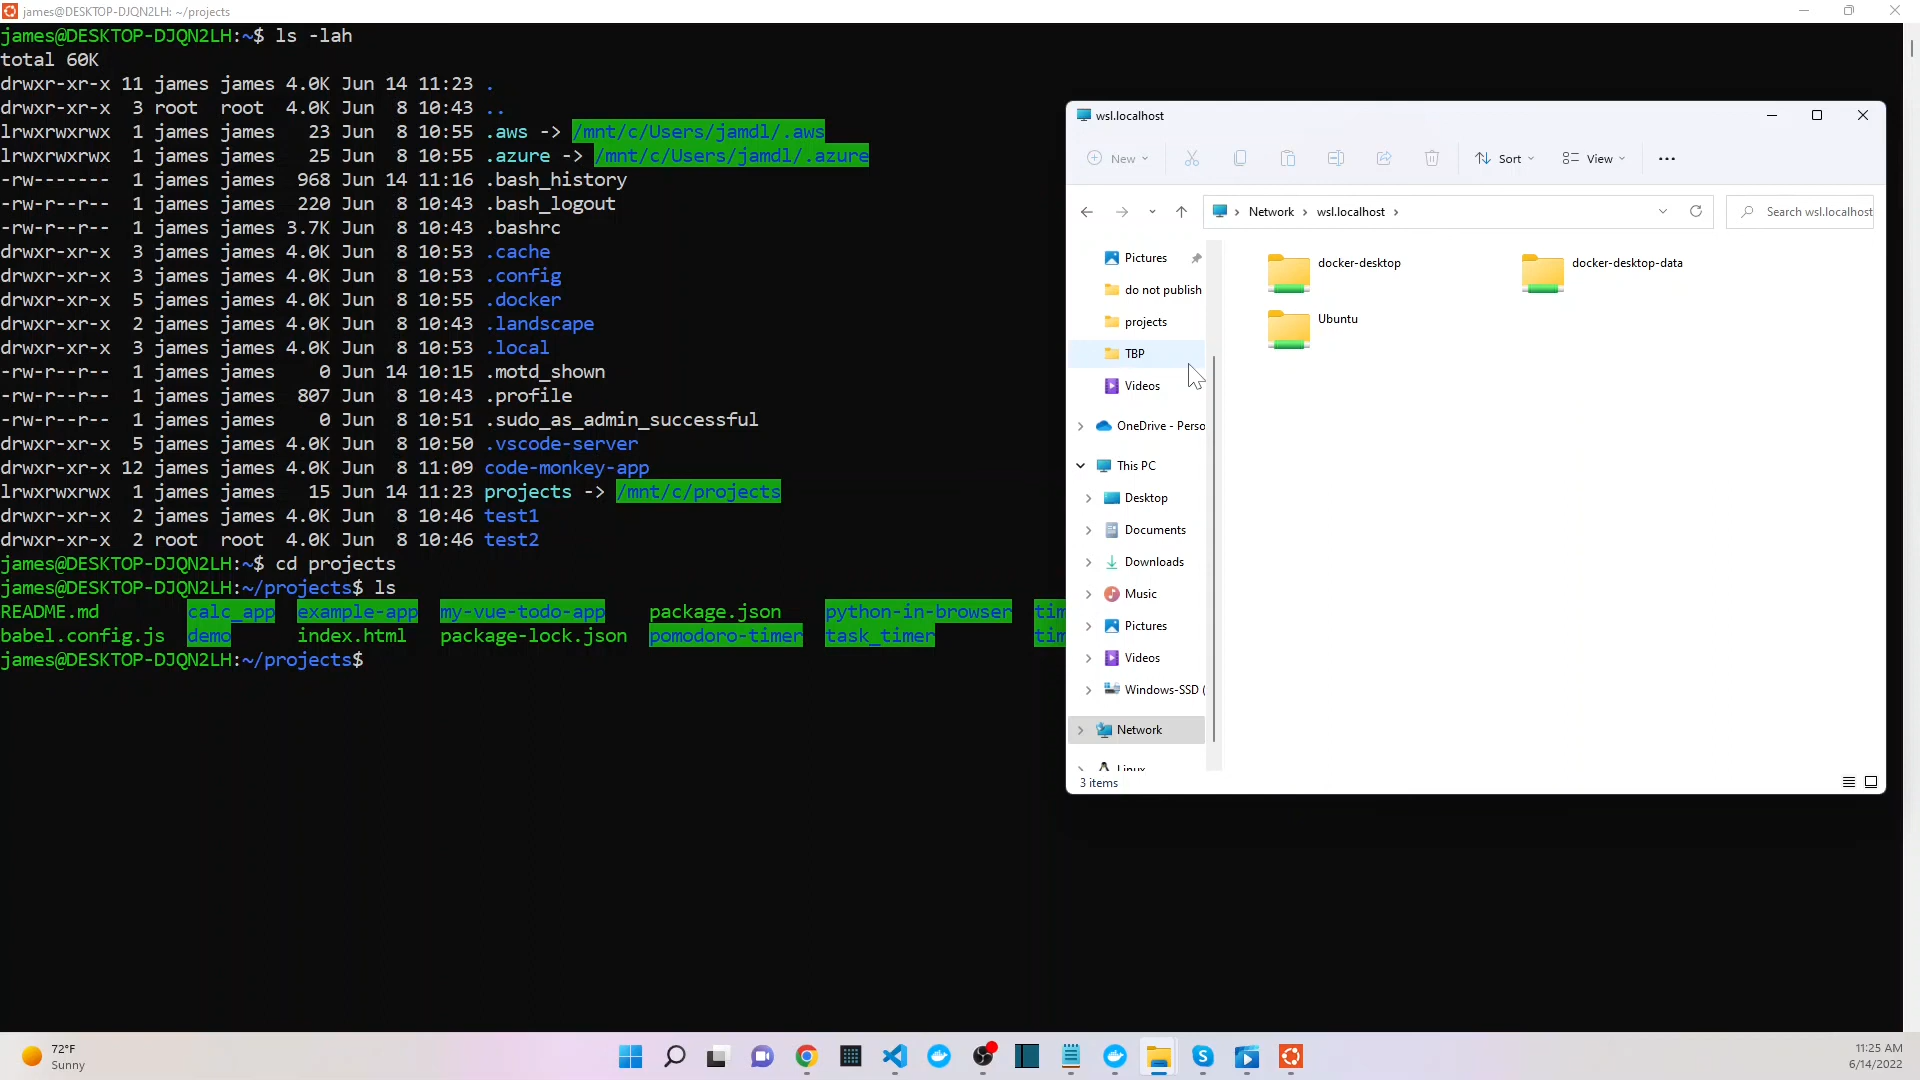 james@DESKTOP-DJQN2LH: ~/projects
james@DESKTOP-DJQN2LH:~$ ls -lah
total 60K
drwxr-xr-x 11 james james 4.0K Jun 14 11:23 .
drwxr-xr-x  3 root  root  4.0K Jun  8 10:43 ..
lrwxrwxrwx  1 james james   23 Jun  8 10:55 .aws -> /mnt/c/Users/jamdl/.aws
lrwxrwxrwx  1 james james   25 Jun  8 10:55 .azure -> /mnt/c/Users/jamdl/.azure
-rw-------  1 james james  968 Jun 14 11:16 .bash_history
-rw-r--r--  1 james james  220 Jun  8 10:43 .bash_logout
-rw-r--r--  1 james james 3.7K Jun  8 10:43 .bashrc
drwxr-xr-x  3 james james 4.0K Jun  8 10:53 .cache
drwxr-xr-x  3 james james 4.0K Jun  8 10:53 .config
drwxr-xr-x  5 james james 4.0K Jun  8 10:55 .docker
drwxr-xr-x  2 james james 4.0K Jun  8 10:43 .landscape
drwxr-xr-x  3 james james 4.0K Jun  8 10:53 .local
-rw-r--r--  1 james james    0 Jun 14 10:15 .motd_shown
-rw-r--r--  1 james james  807 Jun  8 10:43 .profile
-rw-r--r--  1 james james    0 Jun  8 10:51 .sudo_as_admin_successful
drwxr-xr-x  5 james james 4.0K Jun  8 10:50 .vscode-server
drwxr-xr-x 12 james james 4.0K Jun  8 11:09 code-monkey-app
lrwxrwxrwx  1 james james   15 Jun 14 11:23 projects -> /mnt/c/projects
drwxr-xr-x  2 james james 4.0K Jun  8 10:46 test1
drwxr-xr-x  2 root  root  4.0K Jun  8 10:46 test2
james@DESKTOP-DJQN2LH:~$ cd projects
james@DESKTOP-DJQN2LH:~/projects$ ls
README.md calc_app example-app my-vue-todo-app package.json python-in-browser tim
babel.config.js demo index.html package-lock.json pomodoro-timer task_timer tim
james@DESKTOP-DJQN2LH:~/projects$
wsl.localhost
New Sort View
Network > wsl.localhost >
Search wsl.localhost
Pictures
do not publish
projects
TBP
Videos
OneDrive - Perso
This PC
Desktop
Documents
Downloads
Music
Pictures
Videos
Windows-SSD (
Network
Linux
docker-desktop
docker-desktop-data
Ubuntu
3 items
72°F
Sunny
11:25 AM
6/14/2022